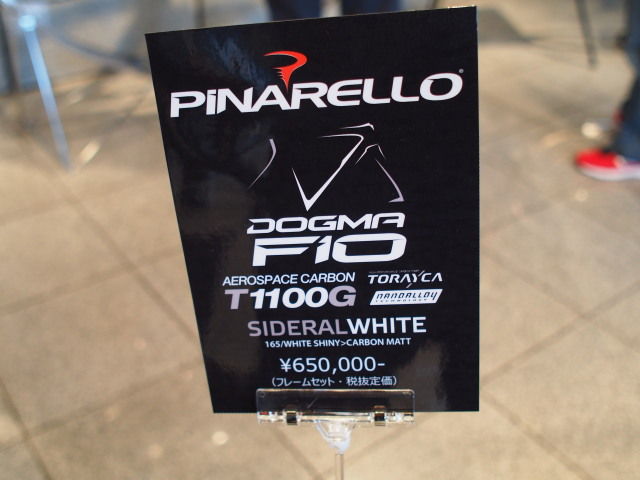 PiNARELLO
DOGMA
F10
AEROSPACE CARBON
T1100G
TORAYCA
NANOALLOY
TECHNOLOGY
SIDERALWHITE
165/WHITE SHINY>CARBON MATT
¥650,000-
(フレームセット・税抜定価)